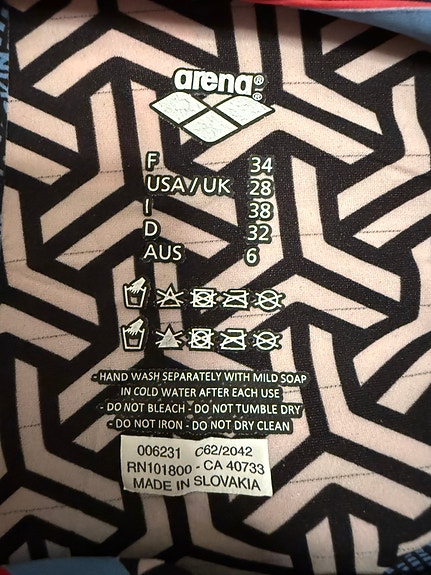 arena®
®
F 34
USA/UK 28
I 38
D 32
AUS 6
- HAND WASH SEPARATELY WITH MILD SOAP
IN COLD WATER AFTER EACH USE
- DO NOT BLEACH - DO NOT TUMBLE DRY
- DO NOT IRON - DO NOT DRY CLEAN
006231 C62/2042
RN101800 - CA 40733
MADE IN SLOVAKIA